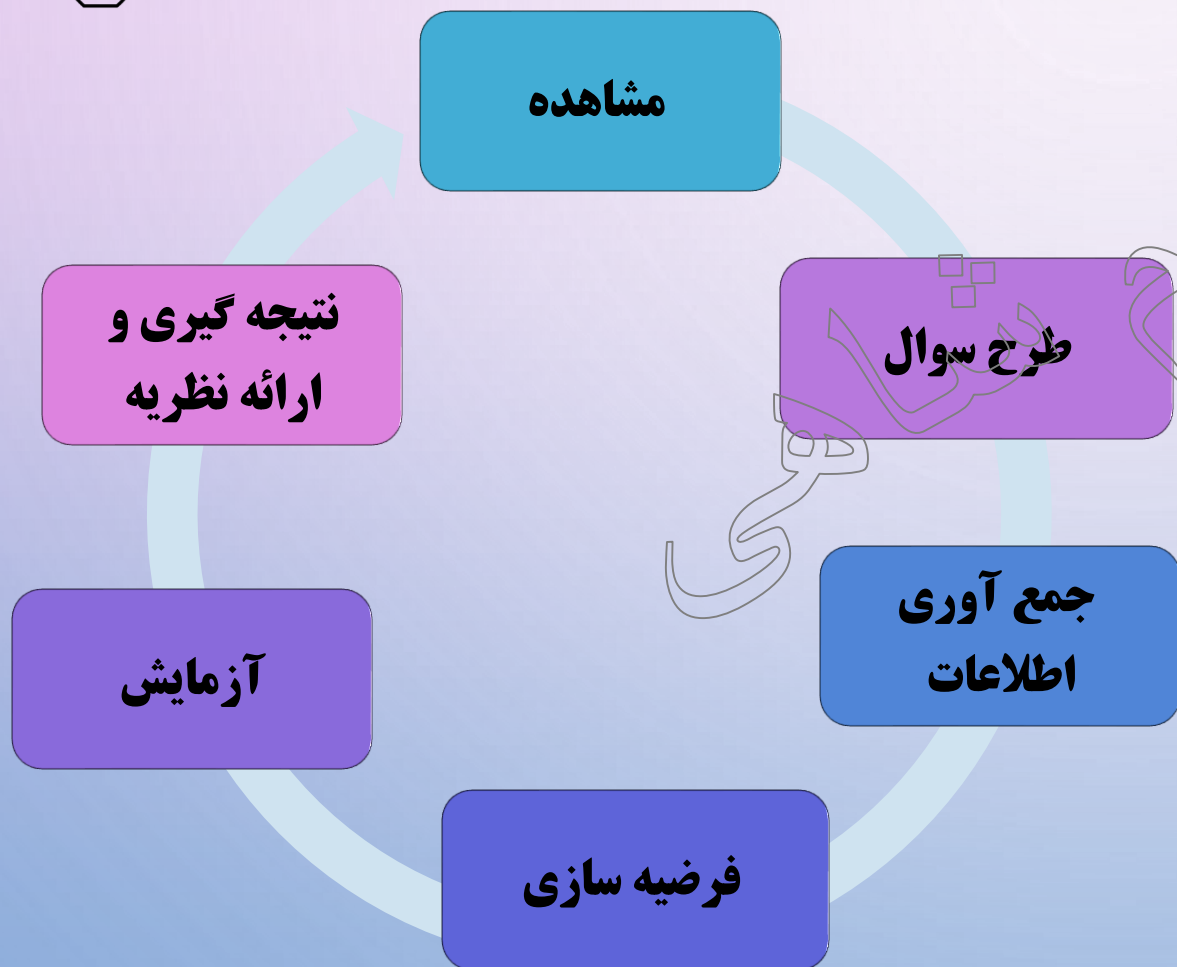 مشاهده
طرح سوال
جمع آوری
اطلاعات
فرضیه سازی
آزمایش
نتیجه گیری و
ارائه نظریه